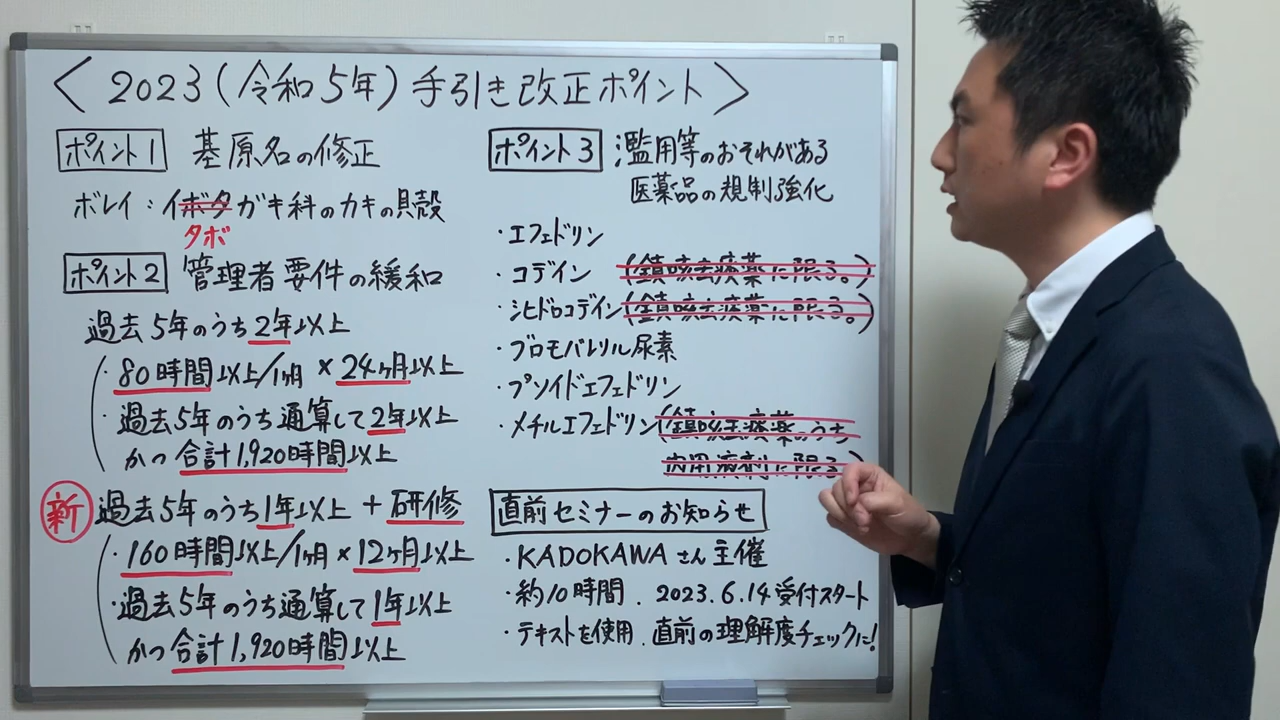 〈2023(令和5年)手引き改正ポイント〉
ポイント1 基原名の修正
ボレイ：イボタガキ科のカキの貝殻
タボ
ポイント2 管理者要件の緩和
過去5年のうち2年以上
・80時間以上/1ヶ月 × 24ヶ月以上
・過去5年のうち通算して2年以上
かつ合計1,920時間以上
新 過去5年のうち1年以上+研修
・160時間以上/1ヶ月 × 12ヶ月以上
・過去5年のうち通算して1年以上
かつ合計1,920時間以上
ポイント3 濫用等のおそれがある
医薬品の規制強化
・エフェドリン
・コデイン(鎮咳去痰薬に限る。)
・ジヒドロコデイン(鎮咳去痰薬に限る。)
・ブロモバレリル尿素
・プソイドエフェドリン
・メチルエフェドリン(鎮咳去痰薬のうち
内用液剤に限る。)
直前セミナーのお知らせ
・KADOKAWAさん主催
・約10時間．2023.6.14受付スタート
・テキストを使用．直前の理解度チェックに!